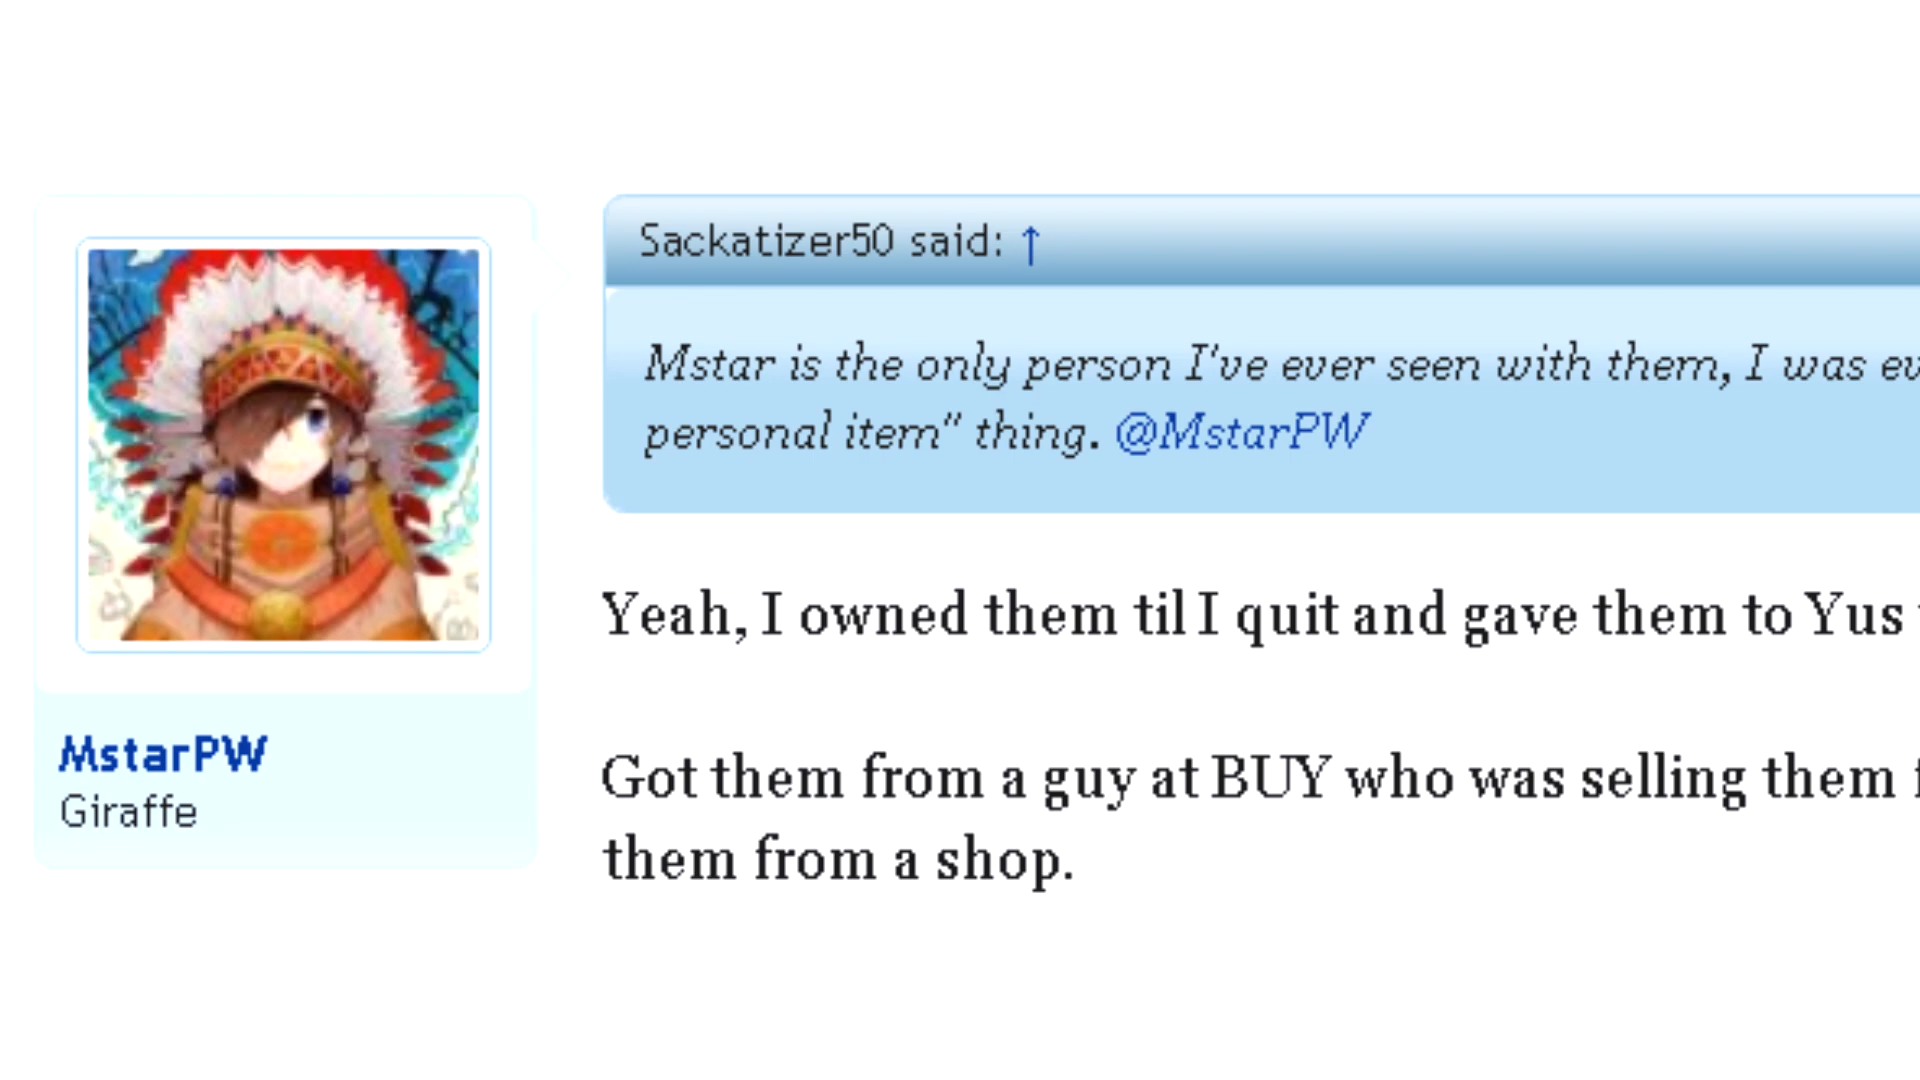 Sackatizer50 said: ↑
Mstar is the only person I've ever seen with them, I was
personal item" thing. @MstarPW
Yeah, I owned them til I quit and gave them to Yus
Got them from a guy at BUY who was selling them
them from a shop.
MstarPW
Giraffe